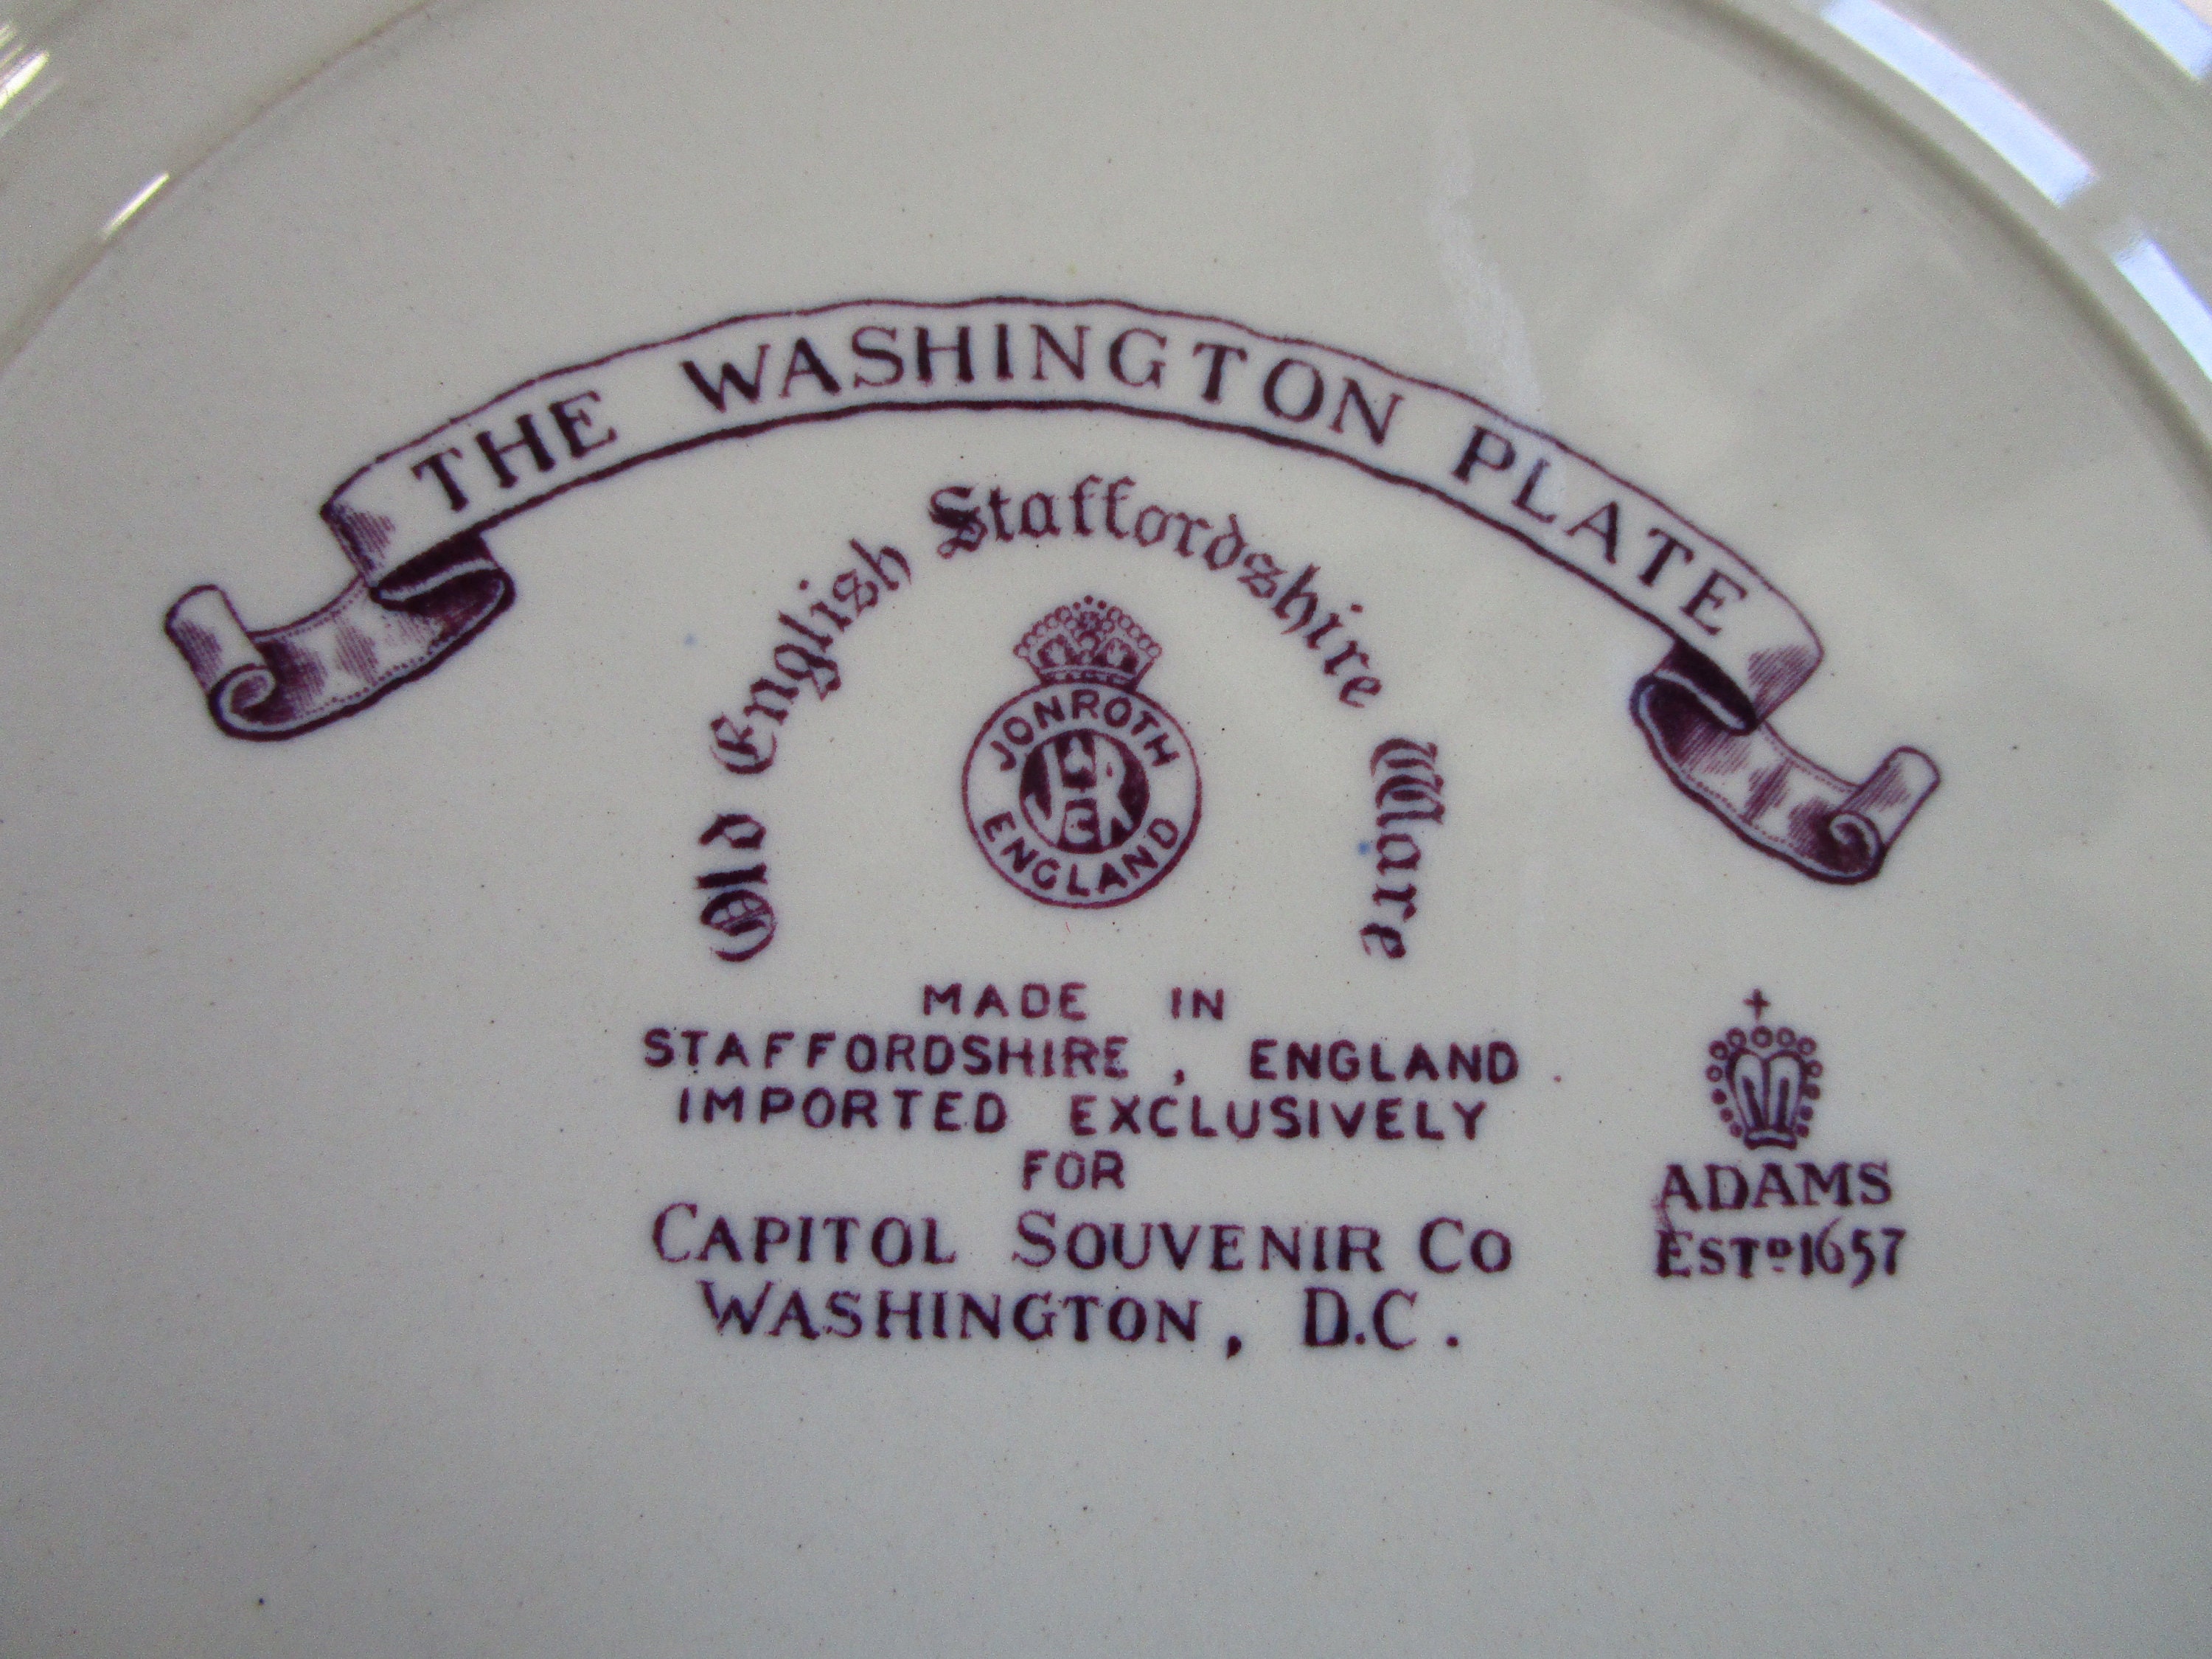 THE WASHINGTON PLATE
Old English Staffordshire Ware
JONROTH
ENGLAND
MADE IN
STAFFORDSHIRE, ENGLAND.
IMPORTED EXCLUSIVELY
FOR
CAPITOL SOUVENIR CO
WASHINGTON, D.C.
ADAMS
ESTD 1657